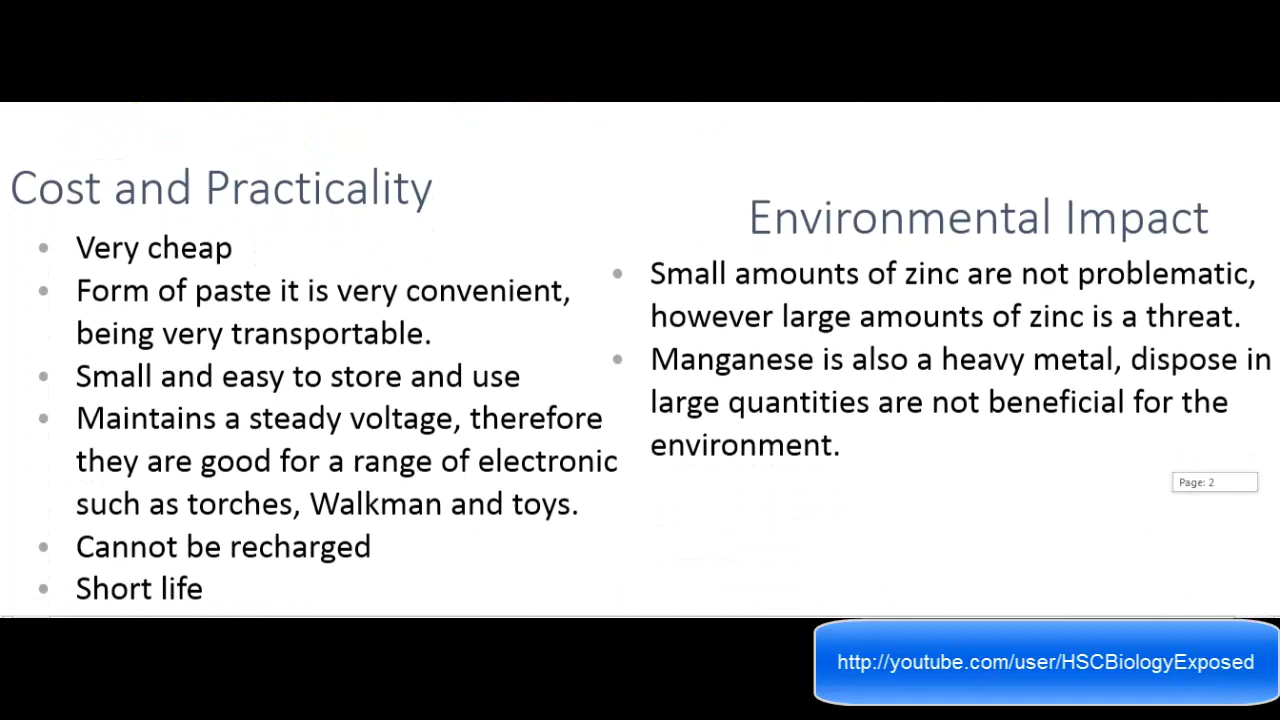 Cost and Practicality
• Very cheap
• Form of paste it is very convenient,
being very transportable.
• Small and easy to store and use
• Maintains a steady voltage, therefore
they are good for a range of electronic
such as torches, Walkman and toys.
• Cannot be recharged
• Short life
Environmental Impact
• Small amounts of zinc are not problematic,
however large amounts of zinc is a threat.
• Manganese is also a heavy metal, dispose in
large quantities are not beneficial for the
environment.
Page: 2
http://youtube.com/user/HSCBiologyExposed